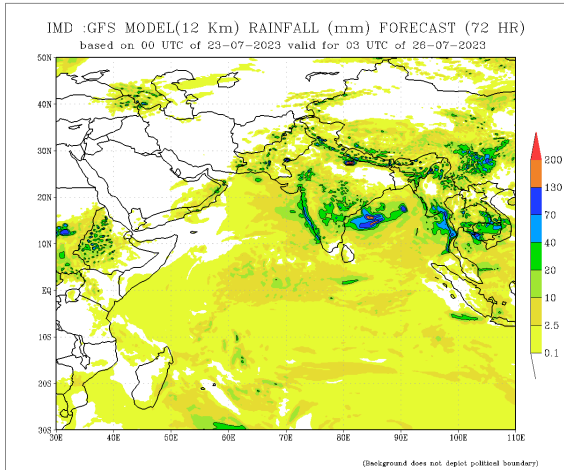 IMD :GFS MODEL(12 Km) RAINFALL (mm) FORECAST (72 HR)
based on 00 UTC of 23-07-2023 valid for 03 UTC of 26-07-2023
50N
40N
30N
20N
10N
EQ
10S
20S
30S
30E 40E 50E 60E 70E 80E 90E 100E 110E
200
130
70
40
20
10
2.5
0.1
(Background does not depict political boundary)